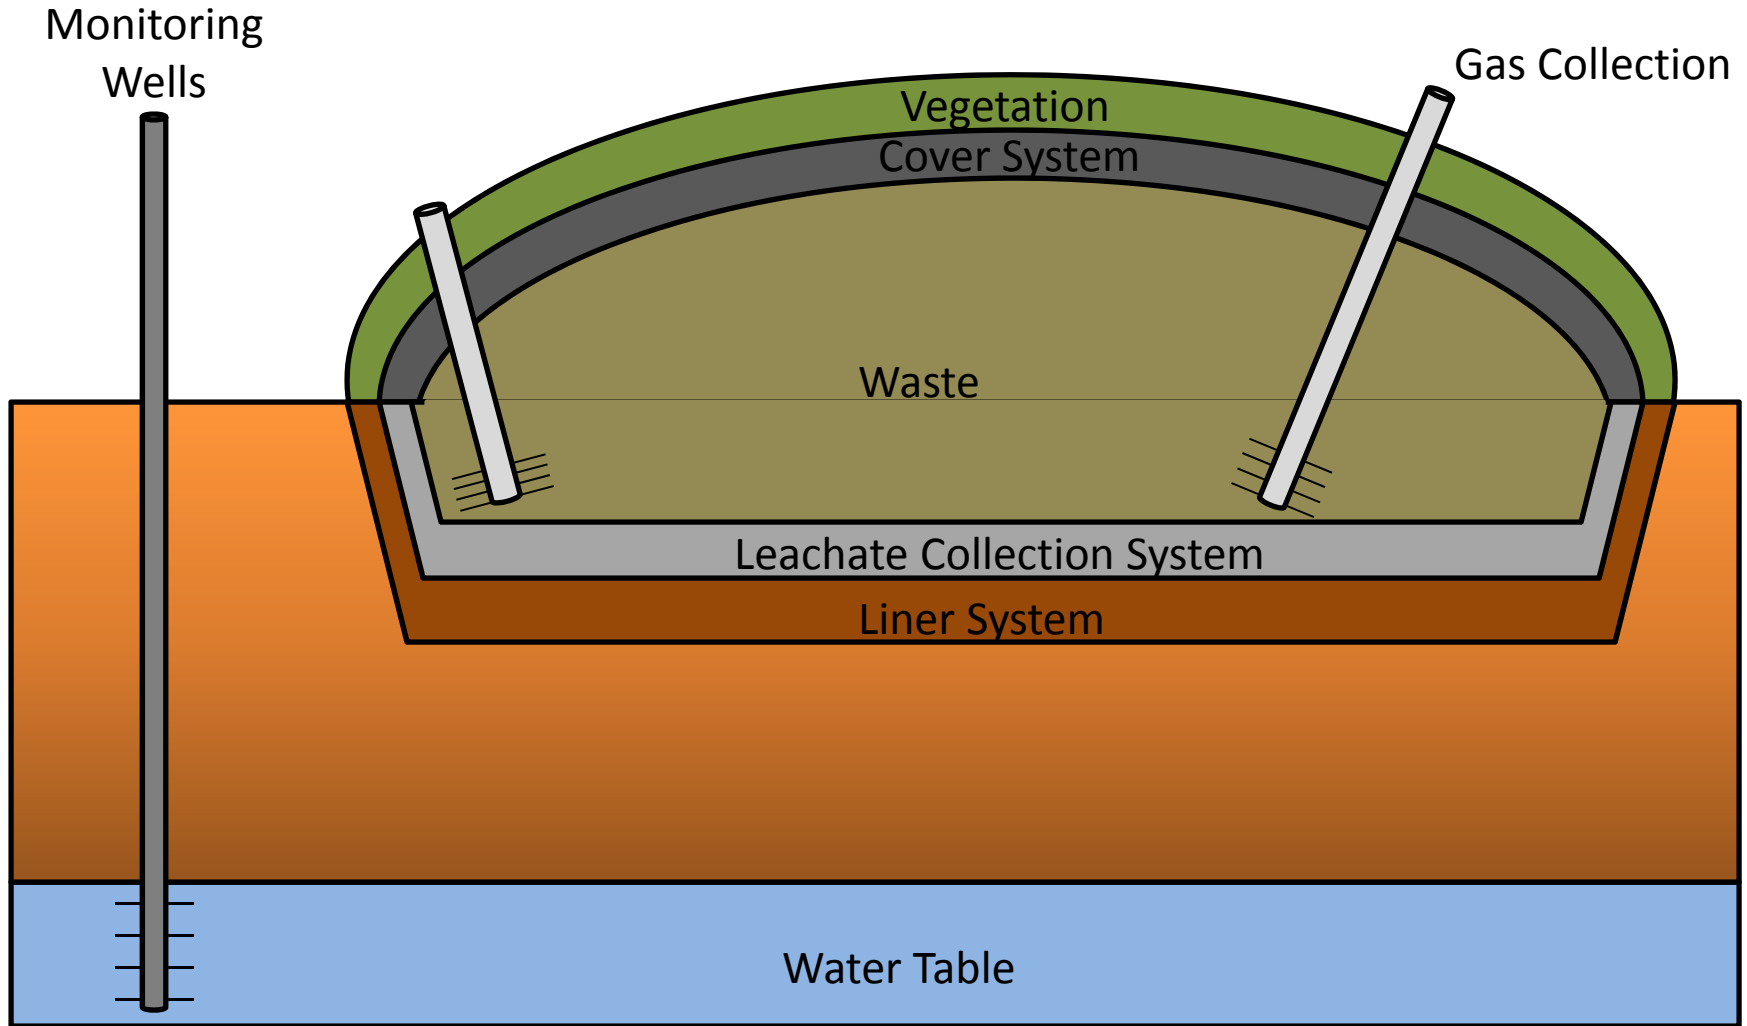 Monitoring
Wells
Gas Collection
Vegetation
Cover System
Waste
Leachate Collection System
Liner System
Water Table